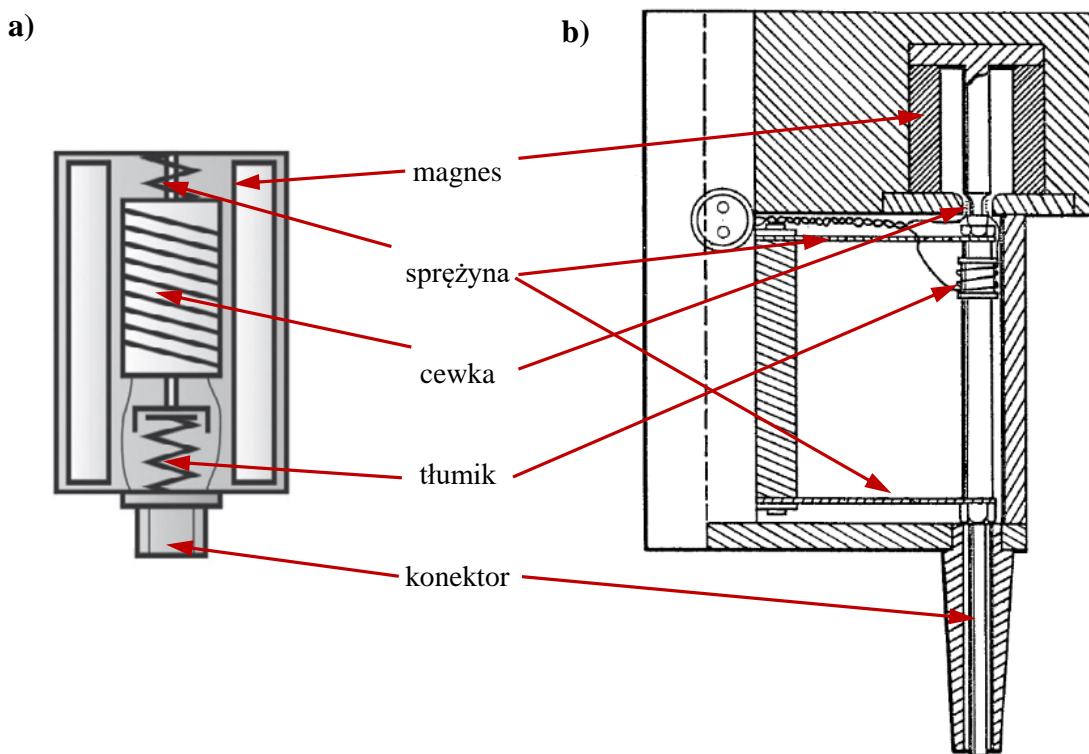 a)
b)
magnes
sprężyna
cewka
tłumik
konektor